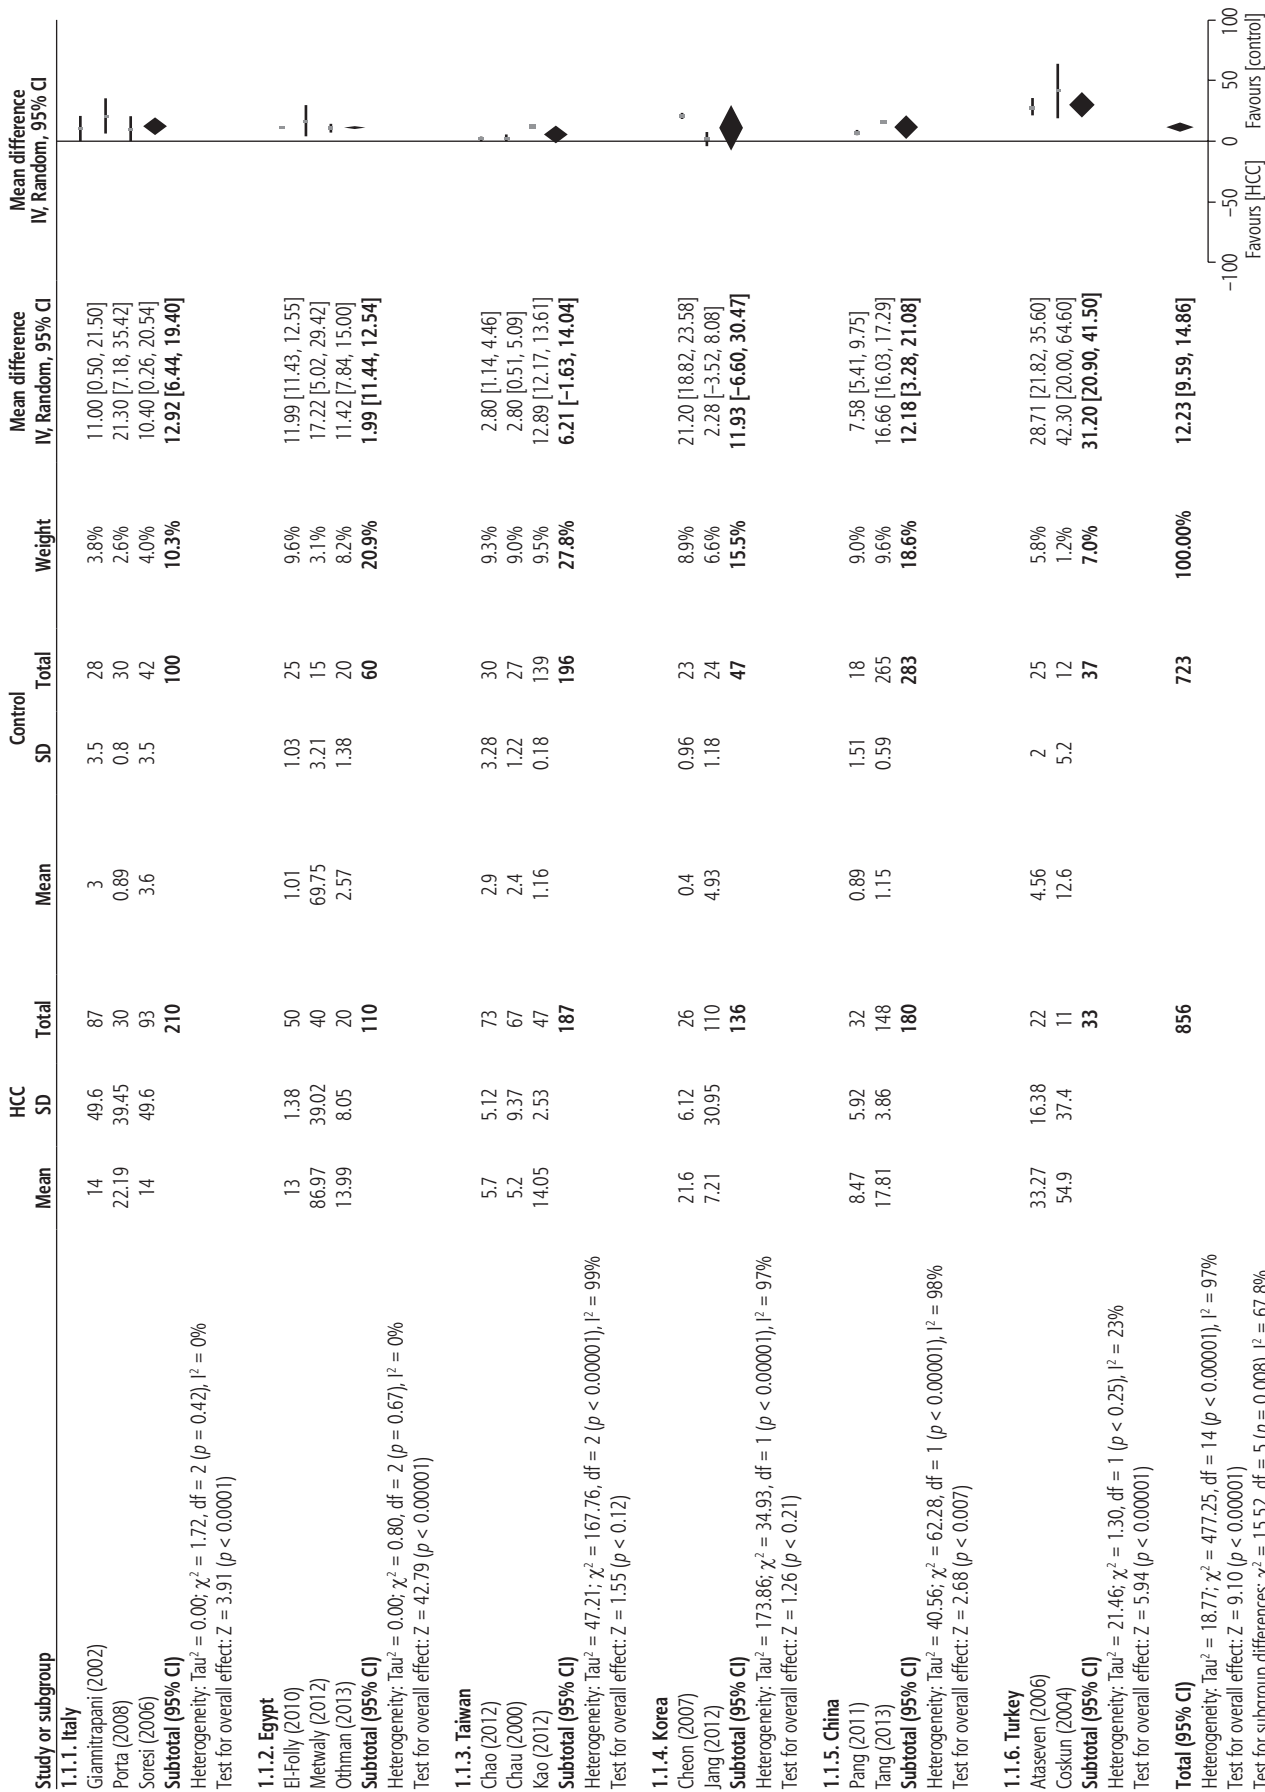 HCC Control Mean difference Mean difference
Study or subgroup Mean SD Total Mean SD Total Weight IV, Random, 95% CI IV, Random, 95% CI
1.1.1. Italy
Giannitrapani (2002) 14 49.6 87 3 3.5 28 3.8% 11.00 [0.50, 21.50]
Porta (2008) 22.19 39.45 30 0.89 0.8 30 2.6% 21.30 [7.18, 35.42]
Soresi (2006) 14 49.6 93 3.6 3.5 42 4.0% 10.40 [0.26, 20.54]
Subtotal (95% CI) 210 100 10.3% 12.92 [6.44, 19.40]
Heterogeneity: Tau² = 0.00; χ² = 1.72, df = 2 (p = 0.42), I² = 0%
Test for overall effect: Z = 3.91 (p < 0.0001)
1.1.2. Egypt
El-Folly (2010) 13 1.38 50 1.01 1.03 25 9.6% 11.99 [11.43, 12.55]
Metwaly (2012) 86.97 39.02 40 69.75 3.21 15 3.1% 17.22 [5.02, 29.42]
Othman (2013) 13.99 8.05 20 2.57 1.38 20 8.2% 11.42 [7.84, 15.00]
Subtotal (95% CI) 110 60 20.9% 1.99 [11.44, 12.54]
Heterogeneity: Tau² = 0.00; χ² = 0.80, df = 2 (p = 0.67), I² = 0%
Test for overall effect: Z = 42.79 (p < 0.00001)
1.1.3. Taiwan
Chao (2012) 5.7 5.12 73 2.9 3.28 30 9.3% 2.80 [1.14, 4.46]
Chau (2000) 5.2 9.37 67 2.4 1.22 27 9.0% 2.80 [0.51, 5.09]
Kao (2012) 14.05 2.53 47 1.16 0.18 139 9.5% 12.89 [12.17, 13.61]
Subtotal (95% CI) 187 196 27.8% 6.21 [−1.63, 14.04]
Heterogeneity: Tau² = 47.21; χ² = 167.76, df = 2 (p < 0.00001), I² = 99%
Test for overall effect: Z = 1.55 (p < 0.12)
1.1.4. Korea
Cheon (2007) 21.6 6.12 26 0.4 0.96 23 8.9% 21.20 [18.82, 23.58]
Jang (2012) 7.21 30.95 110 4.93 1.18 24 6.6% 2.28 [−3.52, 8.08]
Subtotal (95% CI) 136 47 15.5% 11.93 [−6.60, 30.47]
Heterogeneity: Tau² = 173.86; χ² = 34.93, df = 1 (p < 0.00001), I² = 97%
Test for overall effect: Z = 1.26 (p < 0.21)
1.1.5. China
Pang (2011) 8.47 5.92 32 0.89 1.51 18 9.0% 7.58 [5.41, 9.75]
Tang (2013) 17.81 3.86 148 1.15 0.59 265 9.6% 16.66 [16.03, 17.29]
Subtotal (95% CI) 180 283 18.6% 12.18 [3.28, 21.08]
Heterogeneity: Tau² = 40.56; χ² = 62.28, df = 1 (p < 0.00001), I² = 98%
Test for overall effect: Z = 2.68 (p < 0.007)
1.1.6. Turkey
Ataseven (2006) 33.27 16.38 22 4.56 2 25 5.8% 28.71 [21.82, 35.60]
Coskun (2004) 54.9 37.4 11 12.6 5.2 12 1.2% 42.30 [20.00, 64.60]
Subtotal (95% CI) 33 37 7.0% 31.20 [20.90, 41.50]
Heterogeneity: Tau² = 21.46; χ² = 1.30, df = 1 (p < 0.25), I² = 23%
Test for overall effect: Z = 5.94 (p < 0.00001)
Total (95% CI) 856 723 100.00% 12.23 [9.59, 14.86]
Heterogeneity: Tau² = 18.77; χ² = 477.25, df = 14 (p < 0.00001), I² = 97%
Test for overall effect: Z = 9.10 (p < 0.00001)
Test for subgroup differences: χ² = 15.52, df = 5 (p = 0.008), I² = 67.8%
−100 −50 0 50 100
Favours [HCC] Favours [control]